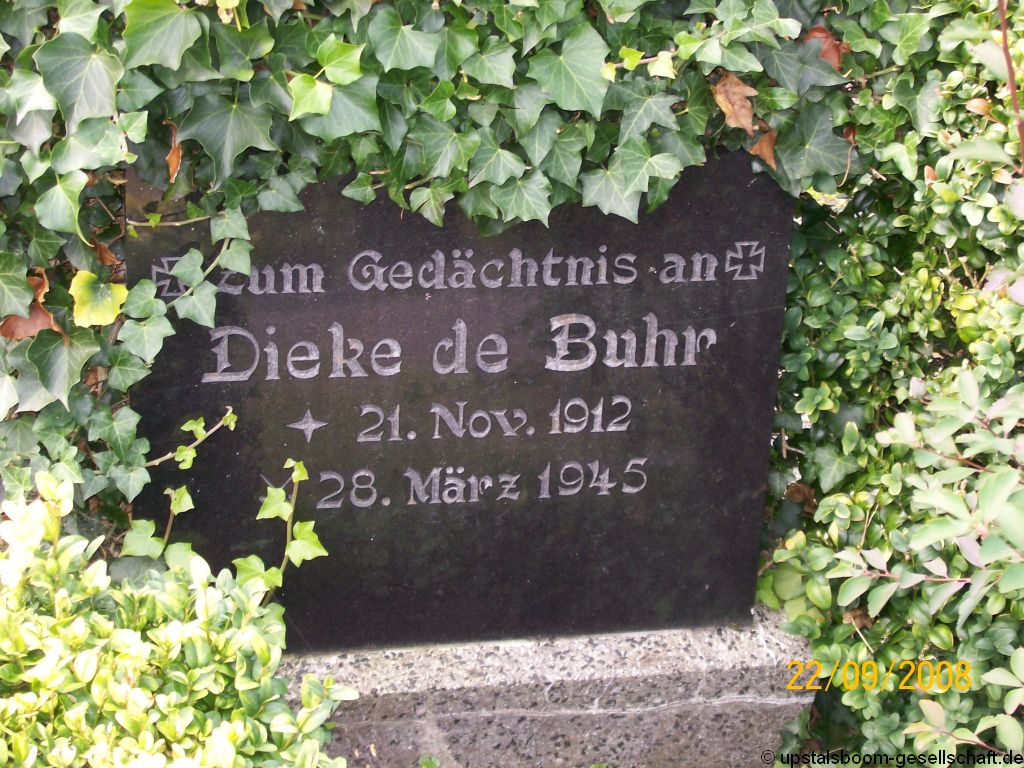 Zum Gedächtnis an
Dieke de Buhr
21. Nov. 1912
28. März 1945
22/09/2008
© upstalsboom-gesellschaft.de